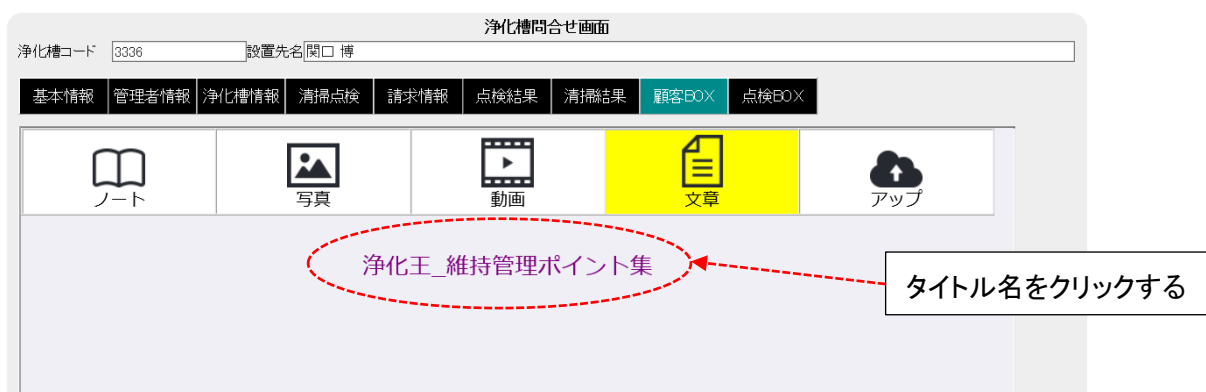 浄化槽問合せ画面
浄化槽コード 3336 設置先名 関口 博
基本情報 管理者情報 浄化槽情報 清掃点検 請求情報 点検結果 清掃結果 顧客BOX 点検BOX
ノート 写真 動画 文章 アップ
浄化王_維持管理ポイント集
タイトル名をクリックする